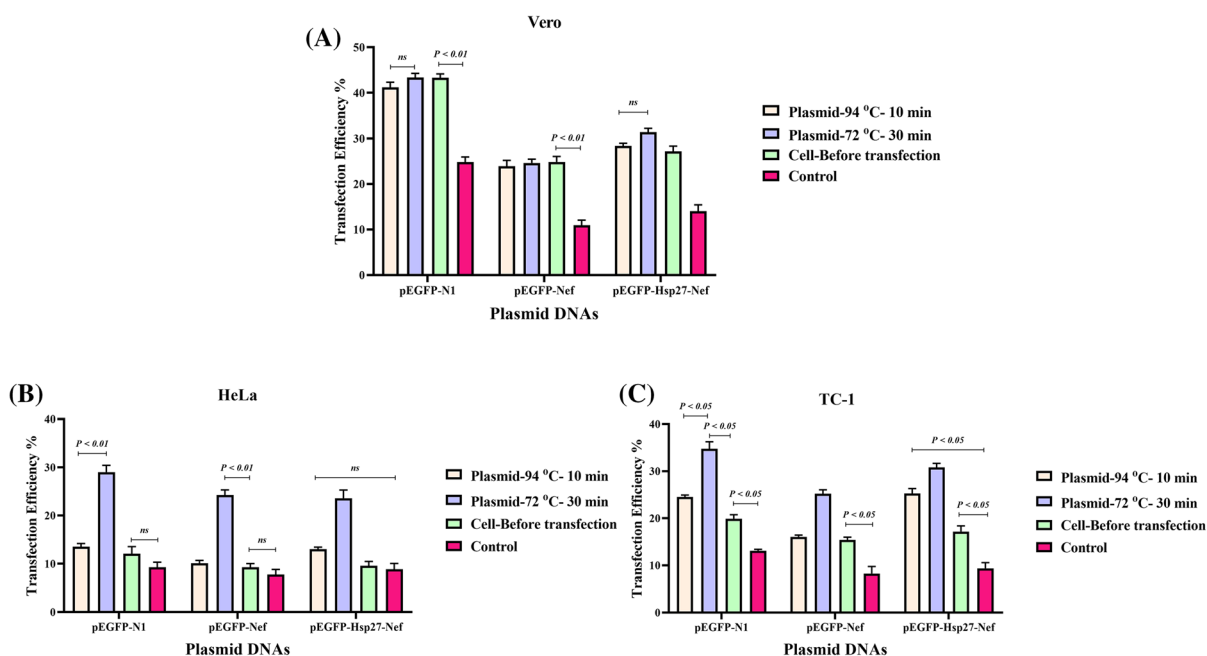 (A)
Vero
Transfection Efficiency %
50
40
30
20
10
0
ns
P < 0.01
P < 0.01
ns
pEGFP-N1
pEGFP-Nef
pEGFP-Hsp27-Nef
Plasmid DNAs
Plasmid-94 °C- 10 min
Plasmid-72 °C- 30 min
Cell-Before transfection
Control
(B)
HeLa
Transfection Efficiency %
40
30
20
10
0
P < 0.01
ns
P < 0.01
ns
ns
pEGFP-N1
pEGFP-Nef
pEGFP-Hsp27-Nef
Plasmid DNAs
Plasmid-94 °C- 10 min
Plasmid-72 °C- 30 min
Cell-Before transfection
Control
(C)
TC-1
Transfection Efficiency %
40
30
20
10
0
P < 0.05
P < 0.05
P < 0.05
P < 0.05
P < 0.05
P < 0.05
pEGFP-N1
pEGFP-Nef
pEGFP-Hsp27-Nef
Plasmid DNAs
Plasmid-94 °C- 10 min
Plasmid-72 °C- 30 min
Cell-Before transfection
Control